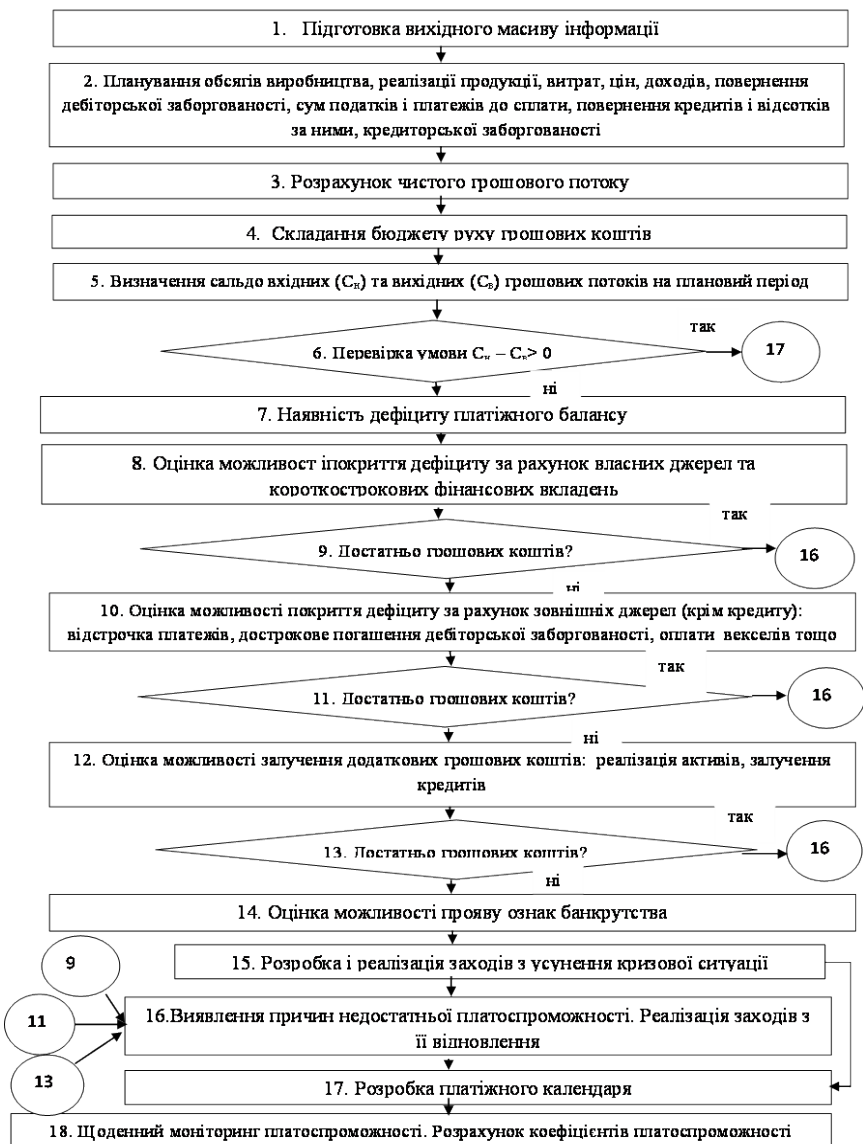 1. Підготовка вихідного масиву інформації
2. Планування обсягів виробництва, реалізації продукції, витрат, цін, доходів, повернення
дебіторської заборгованості, сум податків і платежів до сплати, повернення кредитів і відсотків
за ними, кредиторської заборгованості
3. Розрахунок чистого грошового потоку
4. Складання бюджету руху грошових коштів
5. Визначення сальдо вхідних (Сн) та вихідних (Св) грошових потоків на плановий період
так
6. Перевірка умови Сн – Св> 0
17
ні
7. Наявність дефіциту платіжного балансу
8. Оцінка можливост іпокриття дефіциту за рахунок власних джерел та
короткострокових фінансових вкладень
так
9. Достатньо грошових коштів?
16
ні
10. Оцінка можливості покриття дефіциту за рахунок зовнішніх джерел (крім кредиту):
відстрочка платежів, дострокове погашення дебіторської заборгованості, оплати векселів тощо
так
11. Достатньо грошових коштів?
16
ні
12. Оцінка можливості залучення додаткових грошових коштів: реалізація активів, залучення
кредитів
так
13. Достатньо грошових коштів?
16
ні
14. Оцінка можливості прояву ознак банкрутства
15. Розробка і реалізація заходів з усунення кризової ситуації
9
11
16.Виявлення причин недостатньої платоспроможності. Реалізація заходів з
її відновлення
13
17. Розробка платіжного календаря
18. Щоденний моніторинг платоспроможності. Розрахунок коефіцієнтів платоспроможності